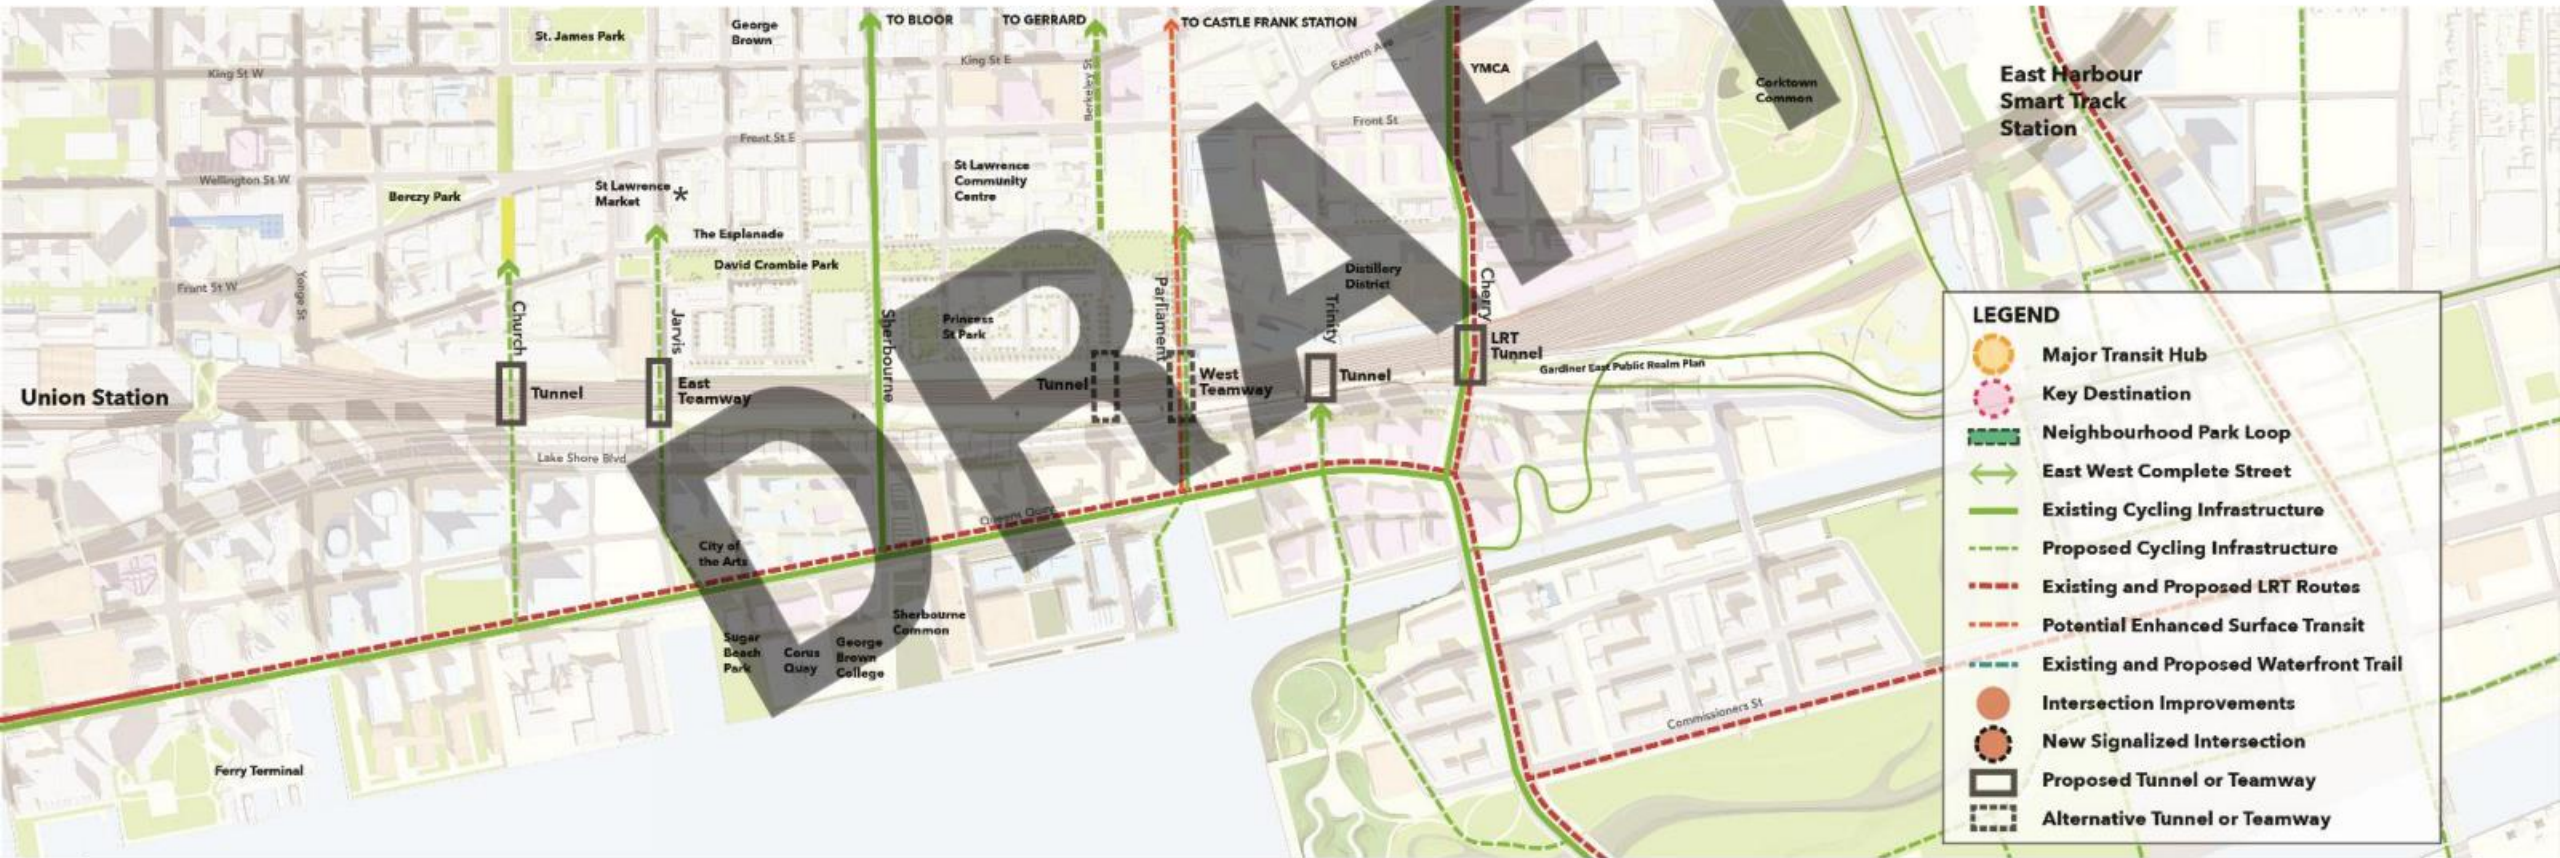 TO BLOOR
TO GERRARD
TO CASTLE FRANK STATION
St. James Park
George
Brown
King St W
King St E
Berkeley St
Eastern Ave
YMCA
Corktown
Common
East Harbour
Smart Track
Station
Front St E
Front St
St Lawrence
Community
Centre
Wellington St W
Berczy Park
St Lawrence
Market
*
The Esplanade
David Crombie Park
Front St W
Yonge St
Church
Jarvis
Sherbourne
Princess
St Park
Parliament
Distillery
District
Trinity
Cherry
LRT
Tunnel
Gardiner East Public Realm Plan
Union Station
Tunnel
East
Teamway
Tunnel
West
Teamway
Tunnel
Lake Shore Blvd
Queens Quay
City of
the Arts
Sherbourne
Common
Sugar
Beach
Park
Corus
Quay
George
Brown
College
Ferry Terminal
Commissioners St
DRAFT
LEGEND
Major Transit Hub
Key Destination
Neighbourhood Park Loop
East West Complete Street
Existing Cycling Infrastructure
Proposed Cycling Infrastructure
Existing and Proposed LRT Routes
Potential Enhanced Surface Transit
Existing and Proposed Waterfront Trail
Intersection Improvements
New Signalized Intersection
Proposed Tunnel or Teamway
Alternative Tunnel or Teamway